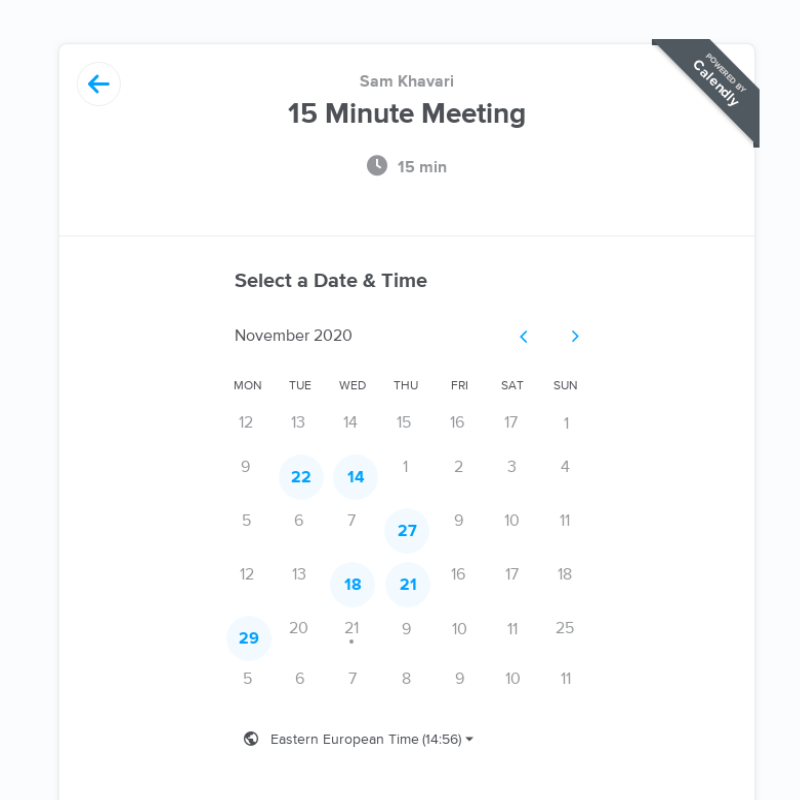 POWERED BY
Calendly
Sam Khavari
15 Minute Meeting
15 min
Select a Date & Time
November 2020
MON TUE WED THU FRI SAT SUN
12 13 14 15 16 17 1
9 22 14 1 2 3 4
5 6 7 27 9 10 11
12 13 18 21 16 17 18
29 20 21 9 10 11 25
5 6 7 8 9 10 11
Eastern European Time (14:56)